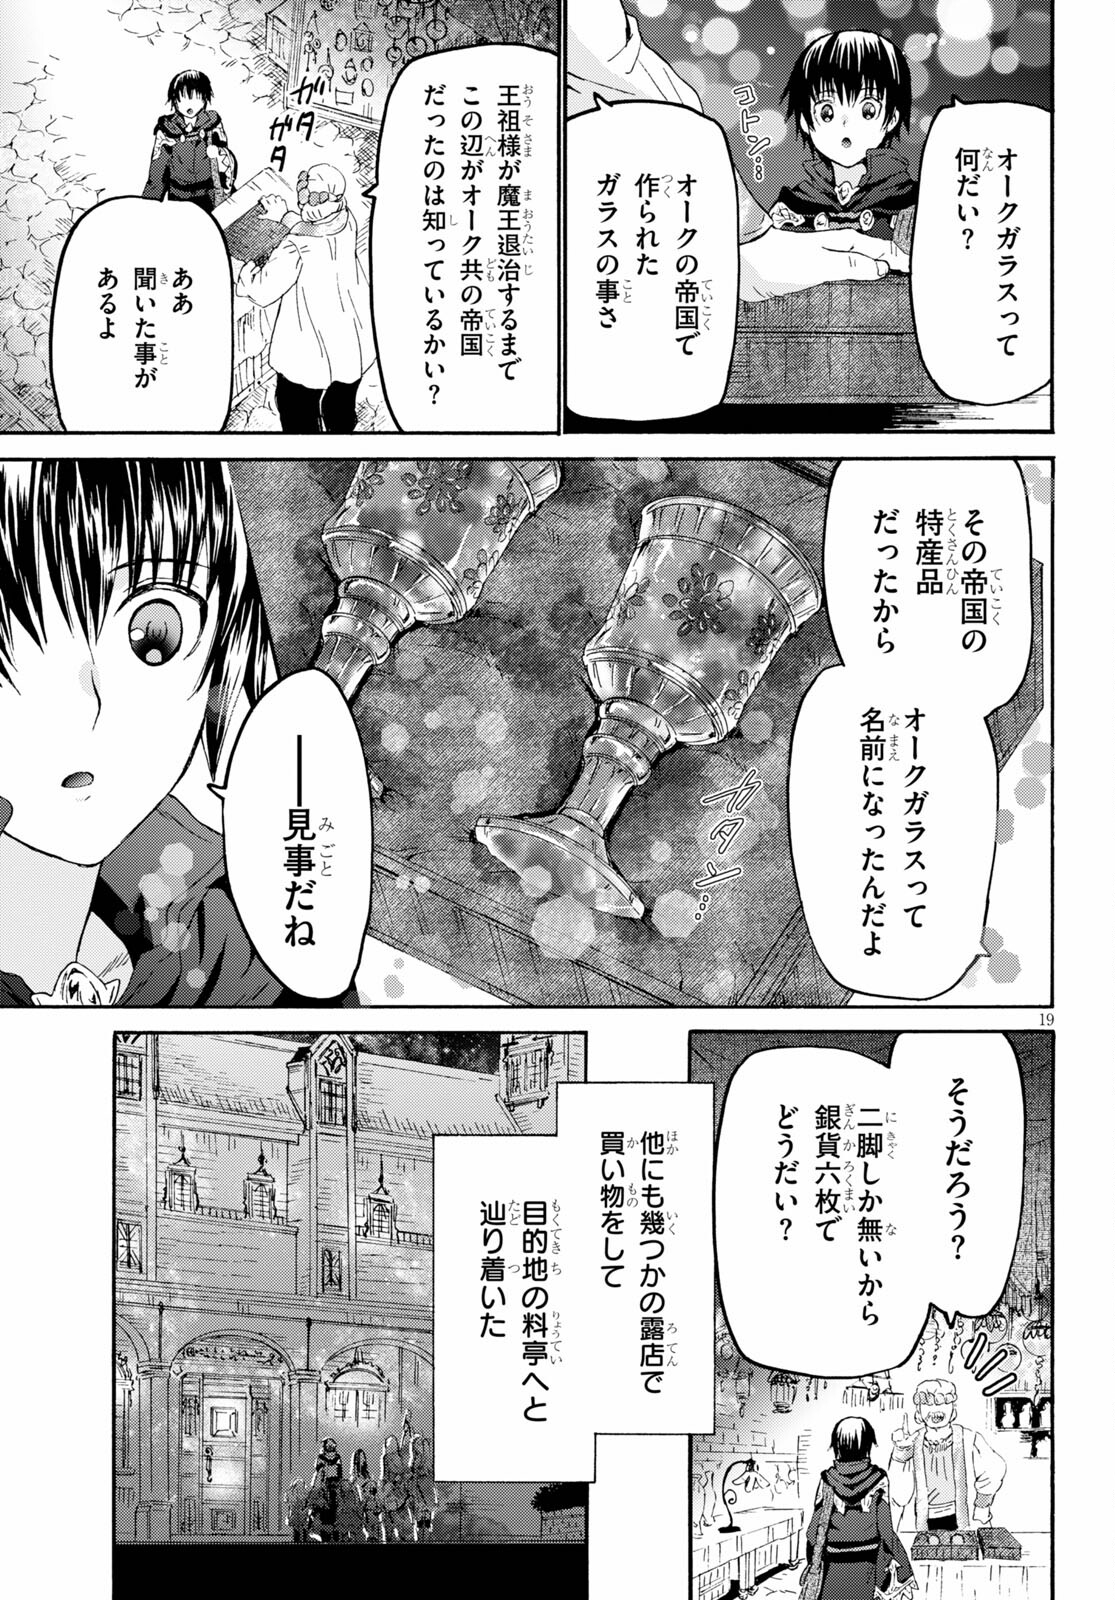 オークガラスって
何だい？
コトン…
オークの帝国で
作られた
ガラスの事さ
王祖様が魔王退治するまで
この辺がオーク共の帝国
だったのは知っているかい？
ガタ
ガタ
ああ
聞いた事が
あるよ
その帝国の
特産品
だったから
オークガラスって
名前になったんだよ
カター…
──見事だね
19
そうだろう？
二脚しか無いから
銀貨六枚で
どうだい？
他にも幾つかの露店で
買い物をして
目的地の料亭へと
辿り着いた